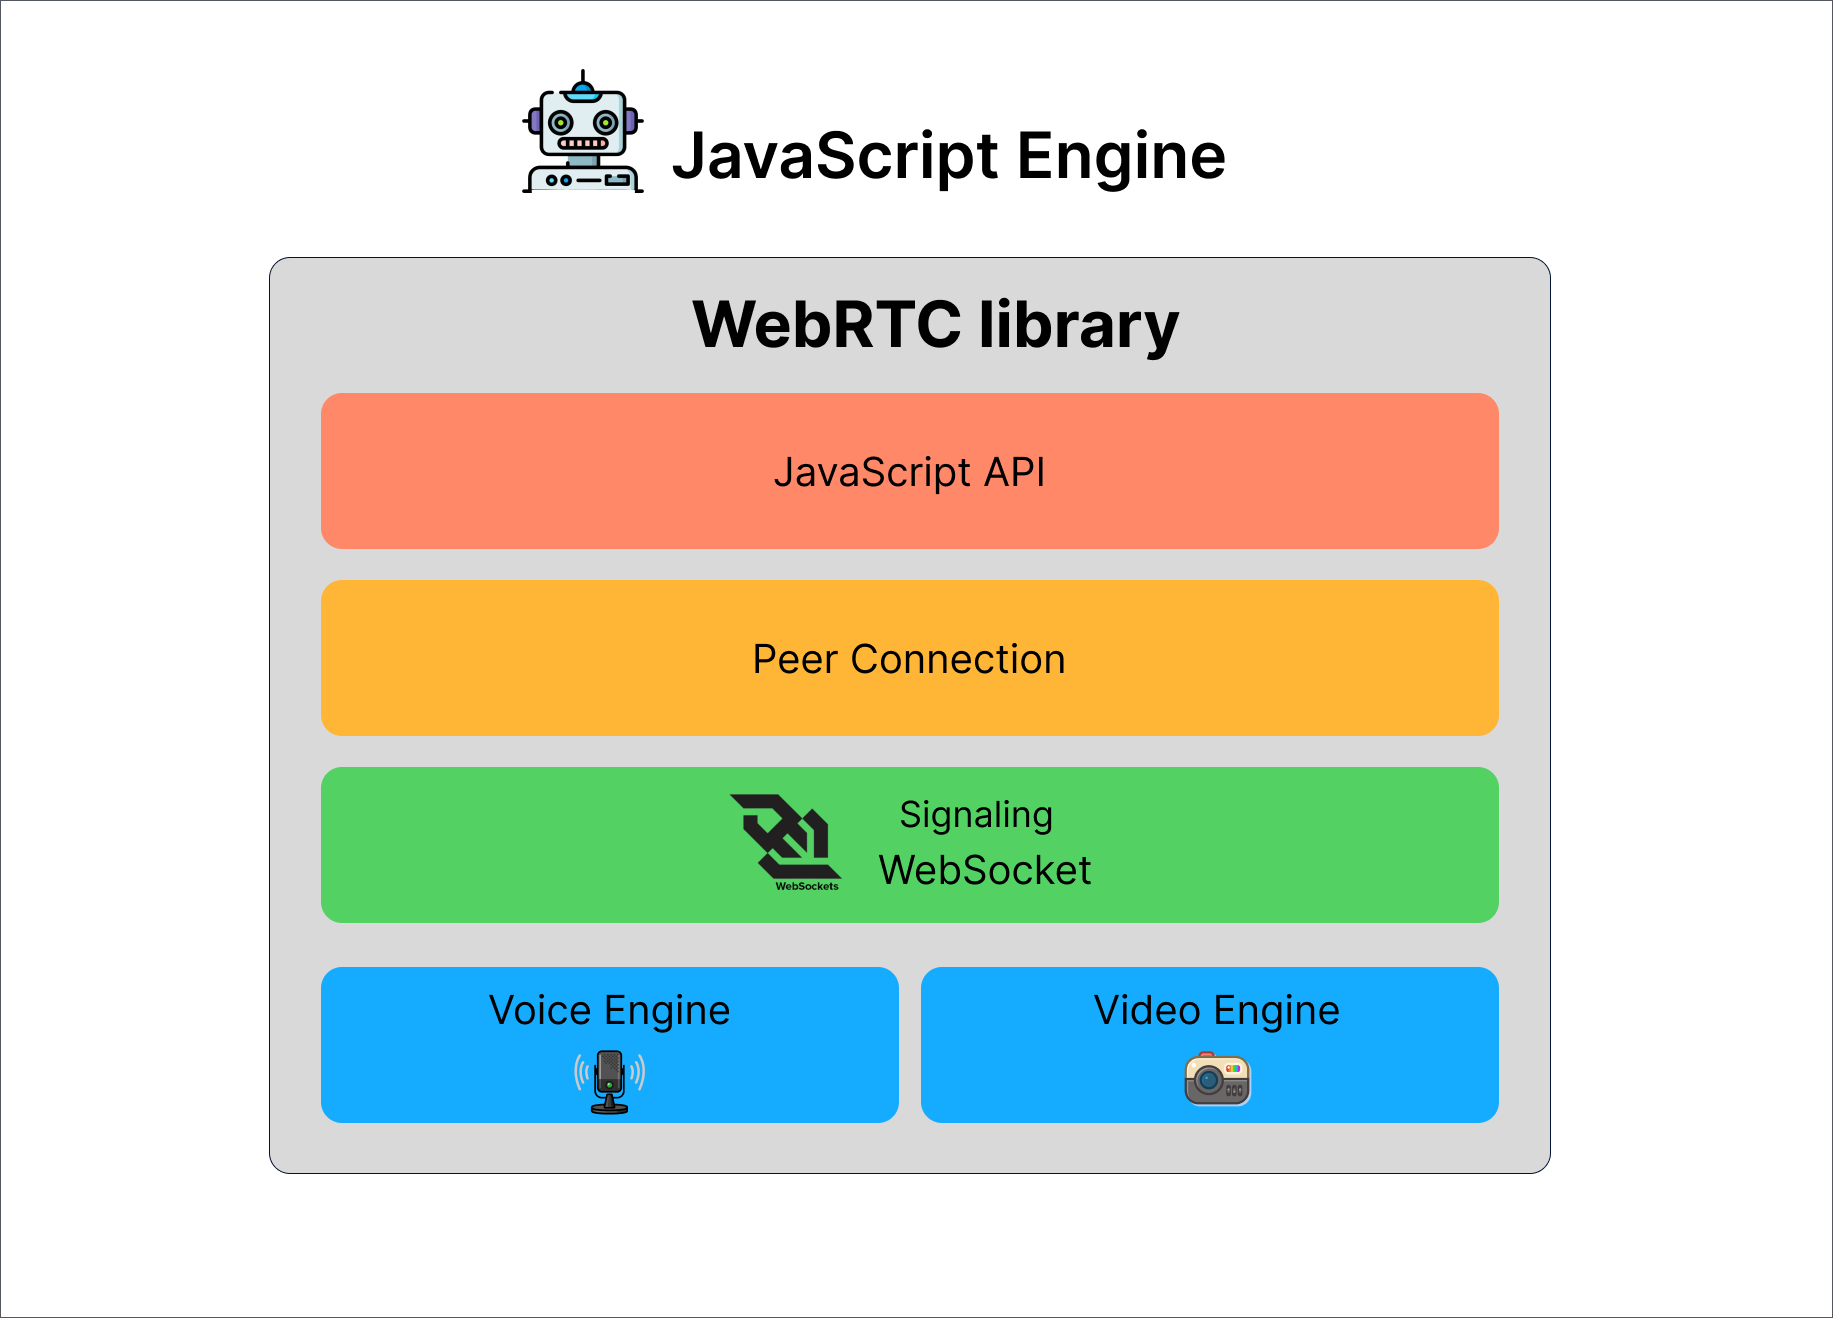 JavaScript Engine
WebRTC library
JavaScript API
Peer Connection
Signaling
WebSocket
WebSockets
Voice Engine
Video Engine